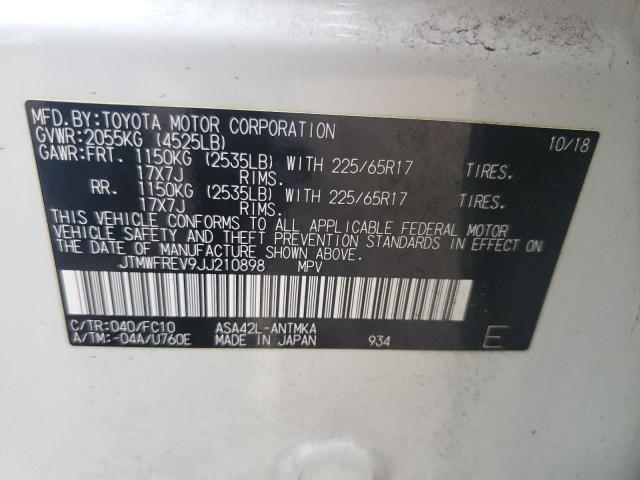 MFD.BY:TOYOTA MOTOR CORPORATION 10/18
GVWR:2055KG (4525LB)
GAWR:FRT. 1150KG (2535LB) WITH 225/65R17 TIRES.
17X7J RIMS.
RR. 1150KG (2535LB) WITH 225/65R17 TIRES.
17X7J RIMS.
THIS VEHICLE CONFORMS TO ALL APPLICABLE FEDERAL MOTOR
VEHICLE SAFETY AND THEFT PREVENTION STANDARDS IN EFFECT ON
THE DATE OF MANUFACTURE SHOWN ABOVE.
JTMWFREV9JJ210898 MPV
C/TR:040/FC10 ASA42L-ANTMKA
A/TM:-04A/U760E MADE IN JAPAN 934 E